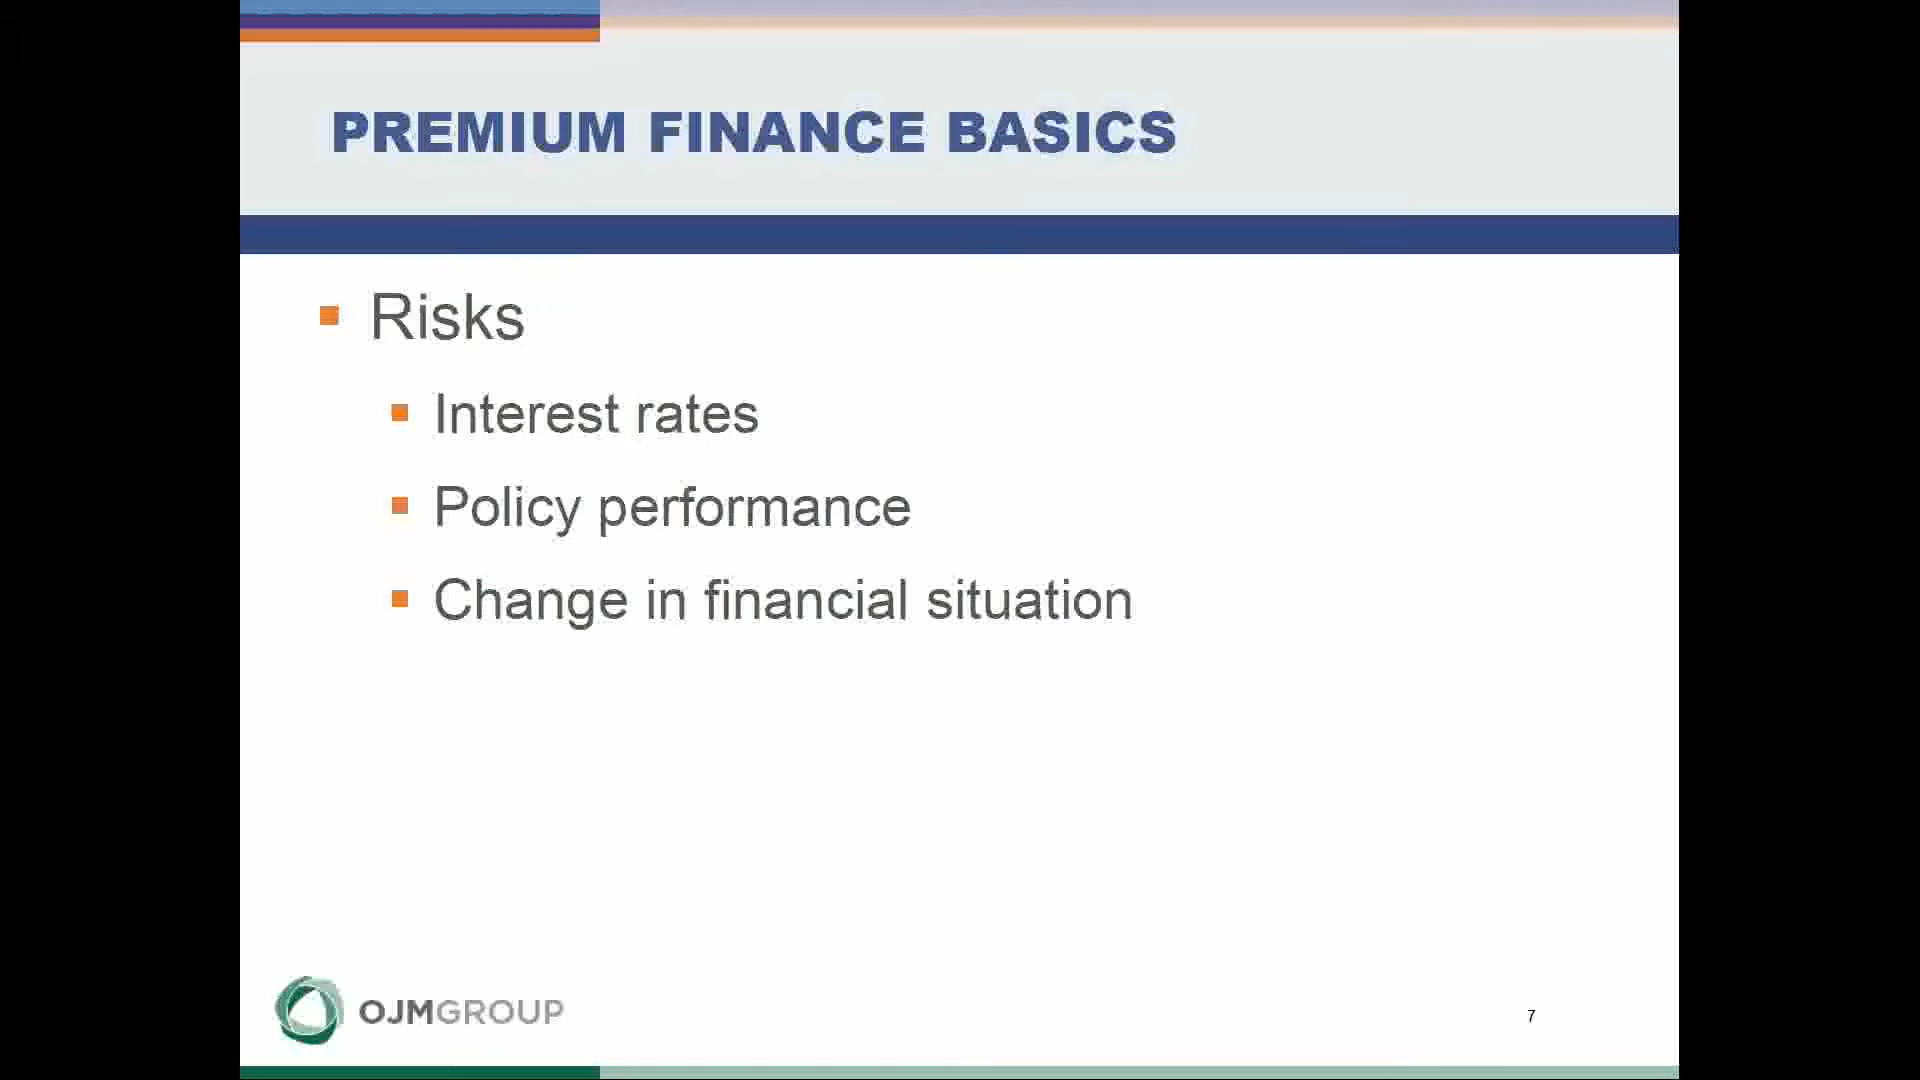 PREMIUM FINANCE BASICS
Risks
Interest rates
Policy performance
Change in financial situation
OJMGROUP
7